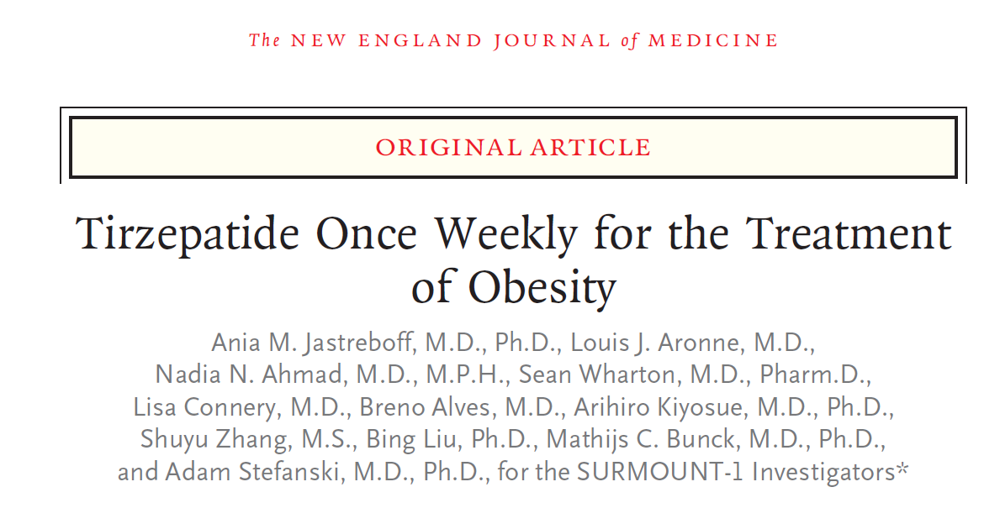 The NEW ENGLAND JOURNAL of MEDICINE
ORIGINAL ARTICLE
Tirzepatide Once Weekly for the Treatment
of Obesity
Ania M. Jastreboff, M.D., Ph.D., Louis J. Aronne, M.D.,
Nadia N. Ahmad, M.D., M.P.H., Sean Wharton, M.D., Pharm.D.,
Lisa Connery, M.D., Breno Alves, M.D., Arihiro Kiyosue, M.D., Ph.D.,
Shuyu Zhang, M.S., Bing Liu, Ph.D., Mathijs C. Bunck, M.D., Ph.D.,
and Adam Stefanski, M.D., Ph.D., for the SURMOUNT-1 Investigators*